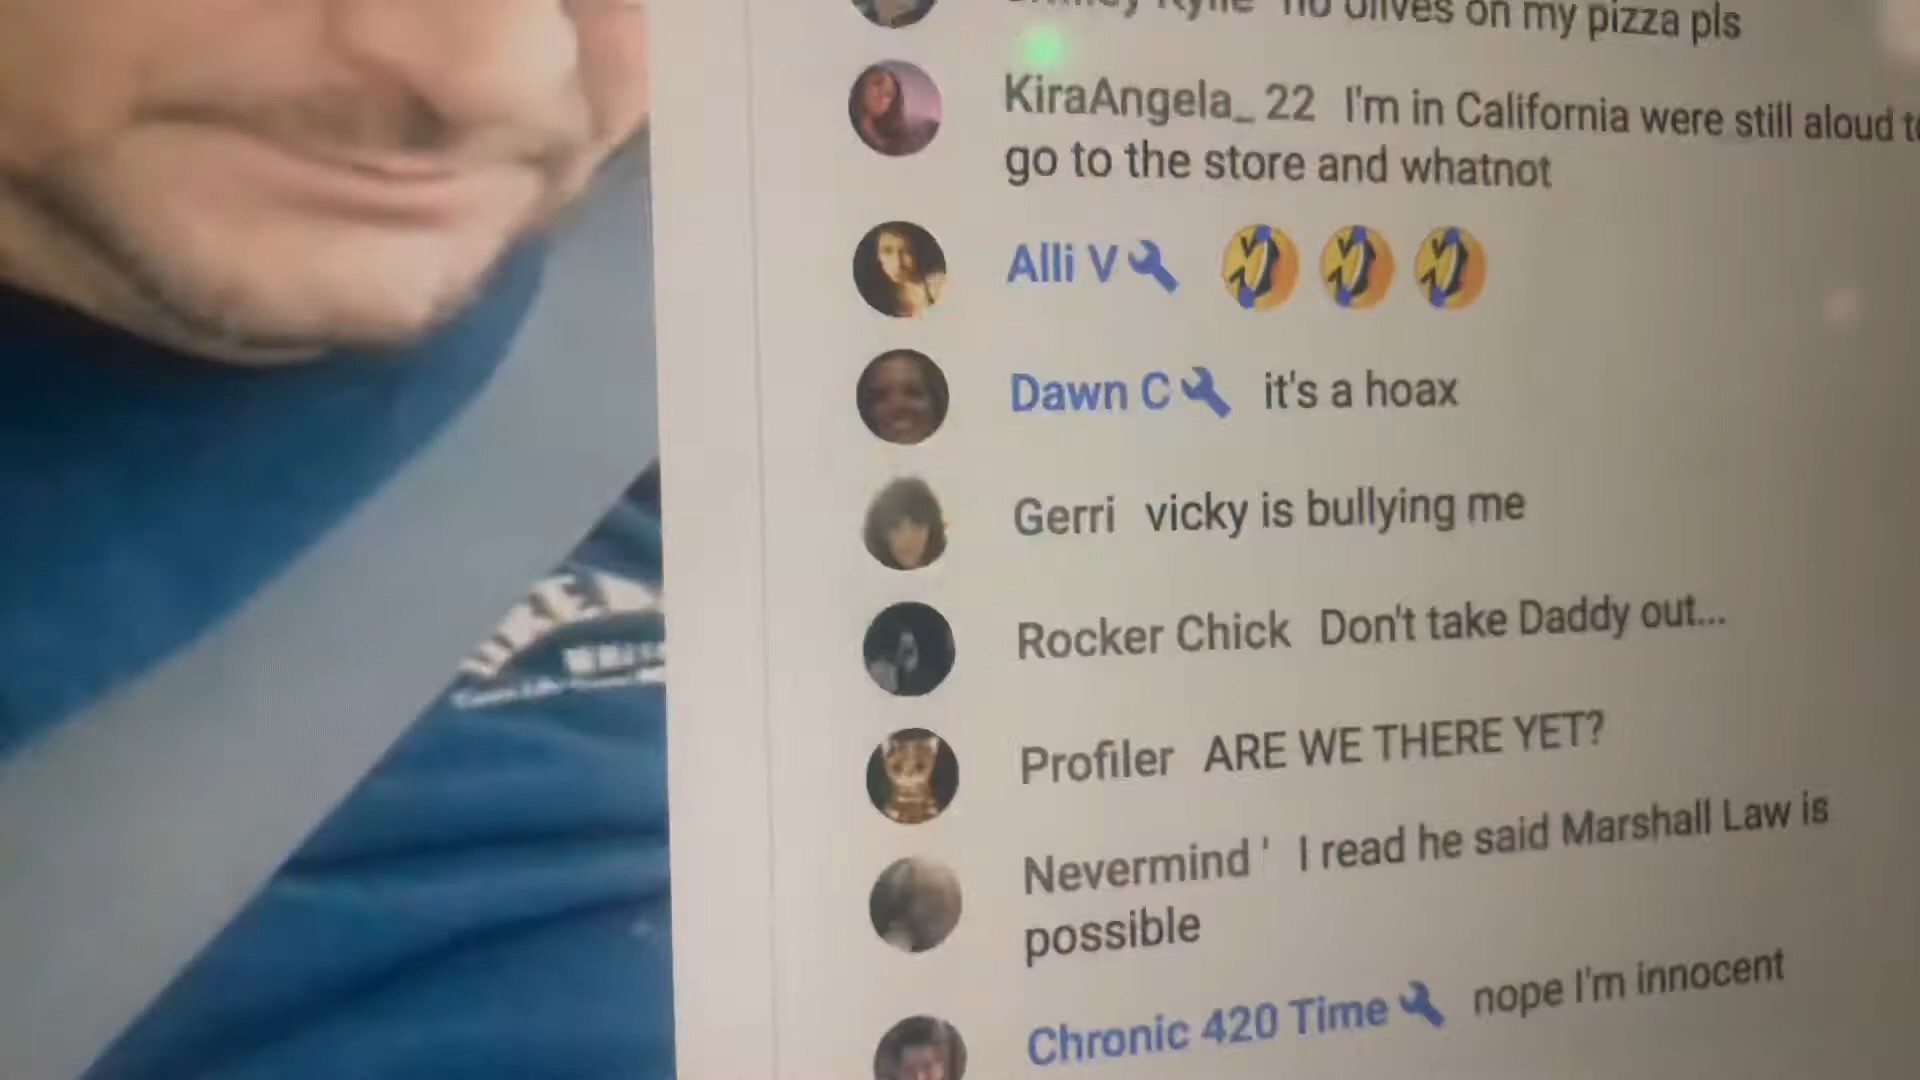 no olives on my pizza pls
KiraAngela_ 22 I'm in California were still aloud to
go to the store and whatnot
Alli V 🤣 🤣 🤣
Dawn C it's a hoax
Gerri vicky is bullying me
Rocker Chick Don't take Daddy out...
Profiler ARE WE THERE YET?
Nevermind ' I read he said Marshall Law is
possible
Chronic 420 Time nope I'm innocent